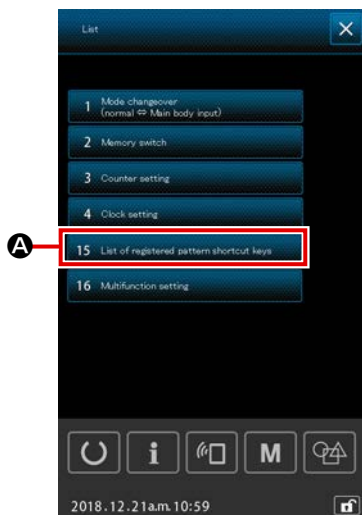 List
1 Mode changeover
(normal ⇔ Main body input)
2 Memory switch
3 Counter setting
4 Clock setting
A
15 List of registered pattern shortcut keys
16 Multifunction setting
i
M
2018.12.21a.m.10:59